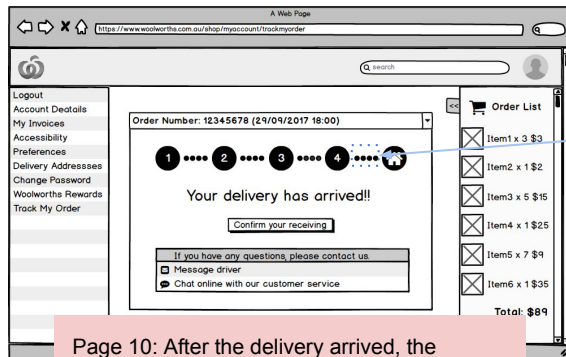 A Web Page
https://www.woolworths.com.au/shop/myaccount/trackmyorder
search
Logout
Account Deatails
My Invoices
Accessibility
Preferences
Delivery Addressses
Change Password
Woolworths Rewards
Track My Order
<<
Order Number: 12345678 (29/09/2017 18:00)
1 2 3 4
Your delivery has arrived!!
Confirm your receiving
If you have any questions, please contact us.
Message driver
Chat online with our customer service
Order List
Item1 x 3 $3
Item2 x 1 $2
Item3 x 5 $15
Item4 x 1 $25
Item5 x 7 $9
Item6 x 1 $35
Total: $89
Page 10: After the delivery arrived, the